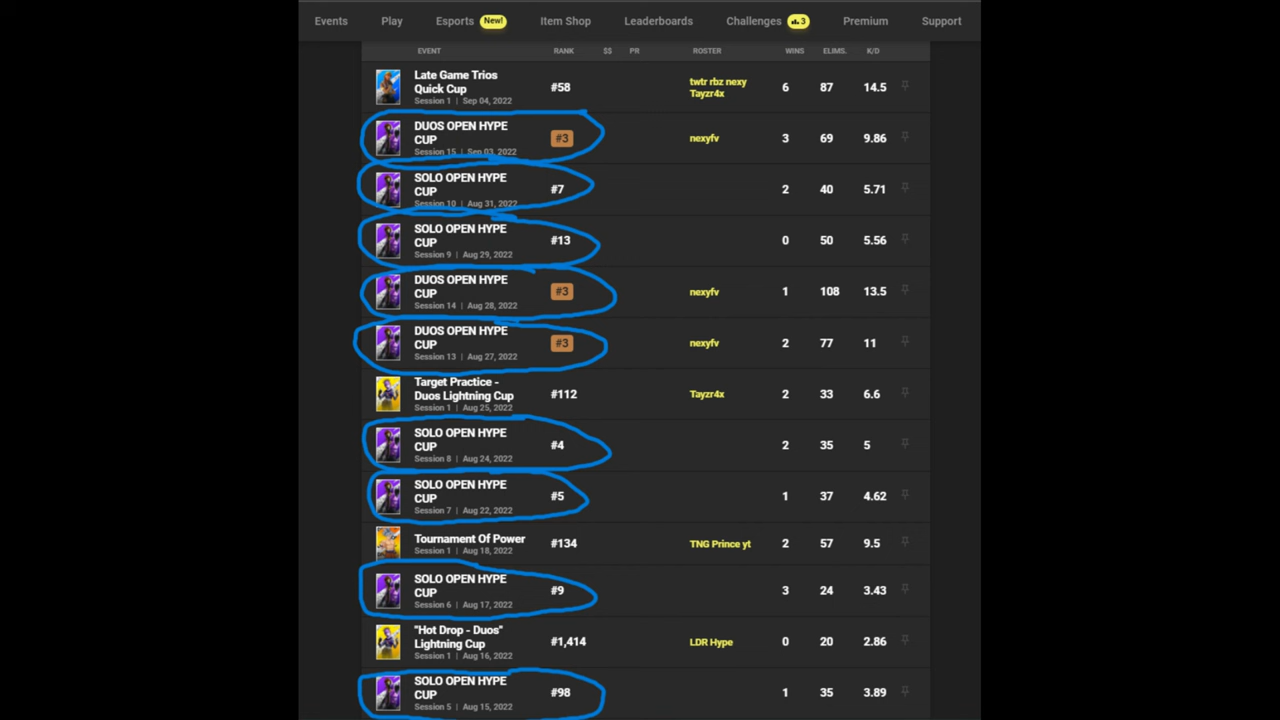 Events Play Esports New! Item Shop Leaderboards Challenges 3 Premium Support
EVENT RANK $$ PR ROSTER WINS ELIMS. K/D
Late Game Trios
Quick Cup
Session 1 | Sep 04, 2022
#58
twtr rbz nexy
Tayzr4x
6 87 14.5
DUOS OPEN HYPE
CUP
Session 15 | Sep 03, 2022
#3 nexyfv 3 69 9.86
SOLO OPEN HYPE
CUP
Session 10 | Aug 31, 2022
#7 2 40 5.71
SOLO OPEN HYPE
CUP
Session 9 | Aug 29, 2022
#13 0 50 5.56
DUOS OPEN HYPE
CUP
Session 14 | Aug 28, 2022
#3 nexyfv 1 108 13.5
DUOS OPEN HYPE
CUP
Session 13 | Aug 27, 2022
#3 nexyfv 2 77 11
Target Practice -
Duos Lightning Cup
Session 1 | Aug 25, 2022
#112 Tayzr4x 2 33 6.6
SOLO OPEN HYPE
CUP
Session 8 | Aug 24, 2022
#4 2 35 5
SOLO OPEN HYPE
CUP
Session 7 | Aug 22, 2022
#5 1 37 4.62
Tournament Of Power
Session 1 | Aug 18, 2022
#134 TNG Prince yt 2 57 9.5
SOLO OPEN HYPE
CUP
Session 6 | Aug 17, 2022
#9 3 24 3.43
"Hot Drop - Duos"
Lightning Cup
Session 1 | Aug 16, 2022
#1,414 LDR Hype 0 20 2.86
SOLO OPEN HYPE
CUP
Session 5 | Aug 15, 2022
#98 1 35 3.89